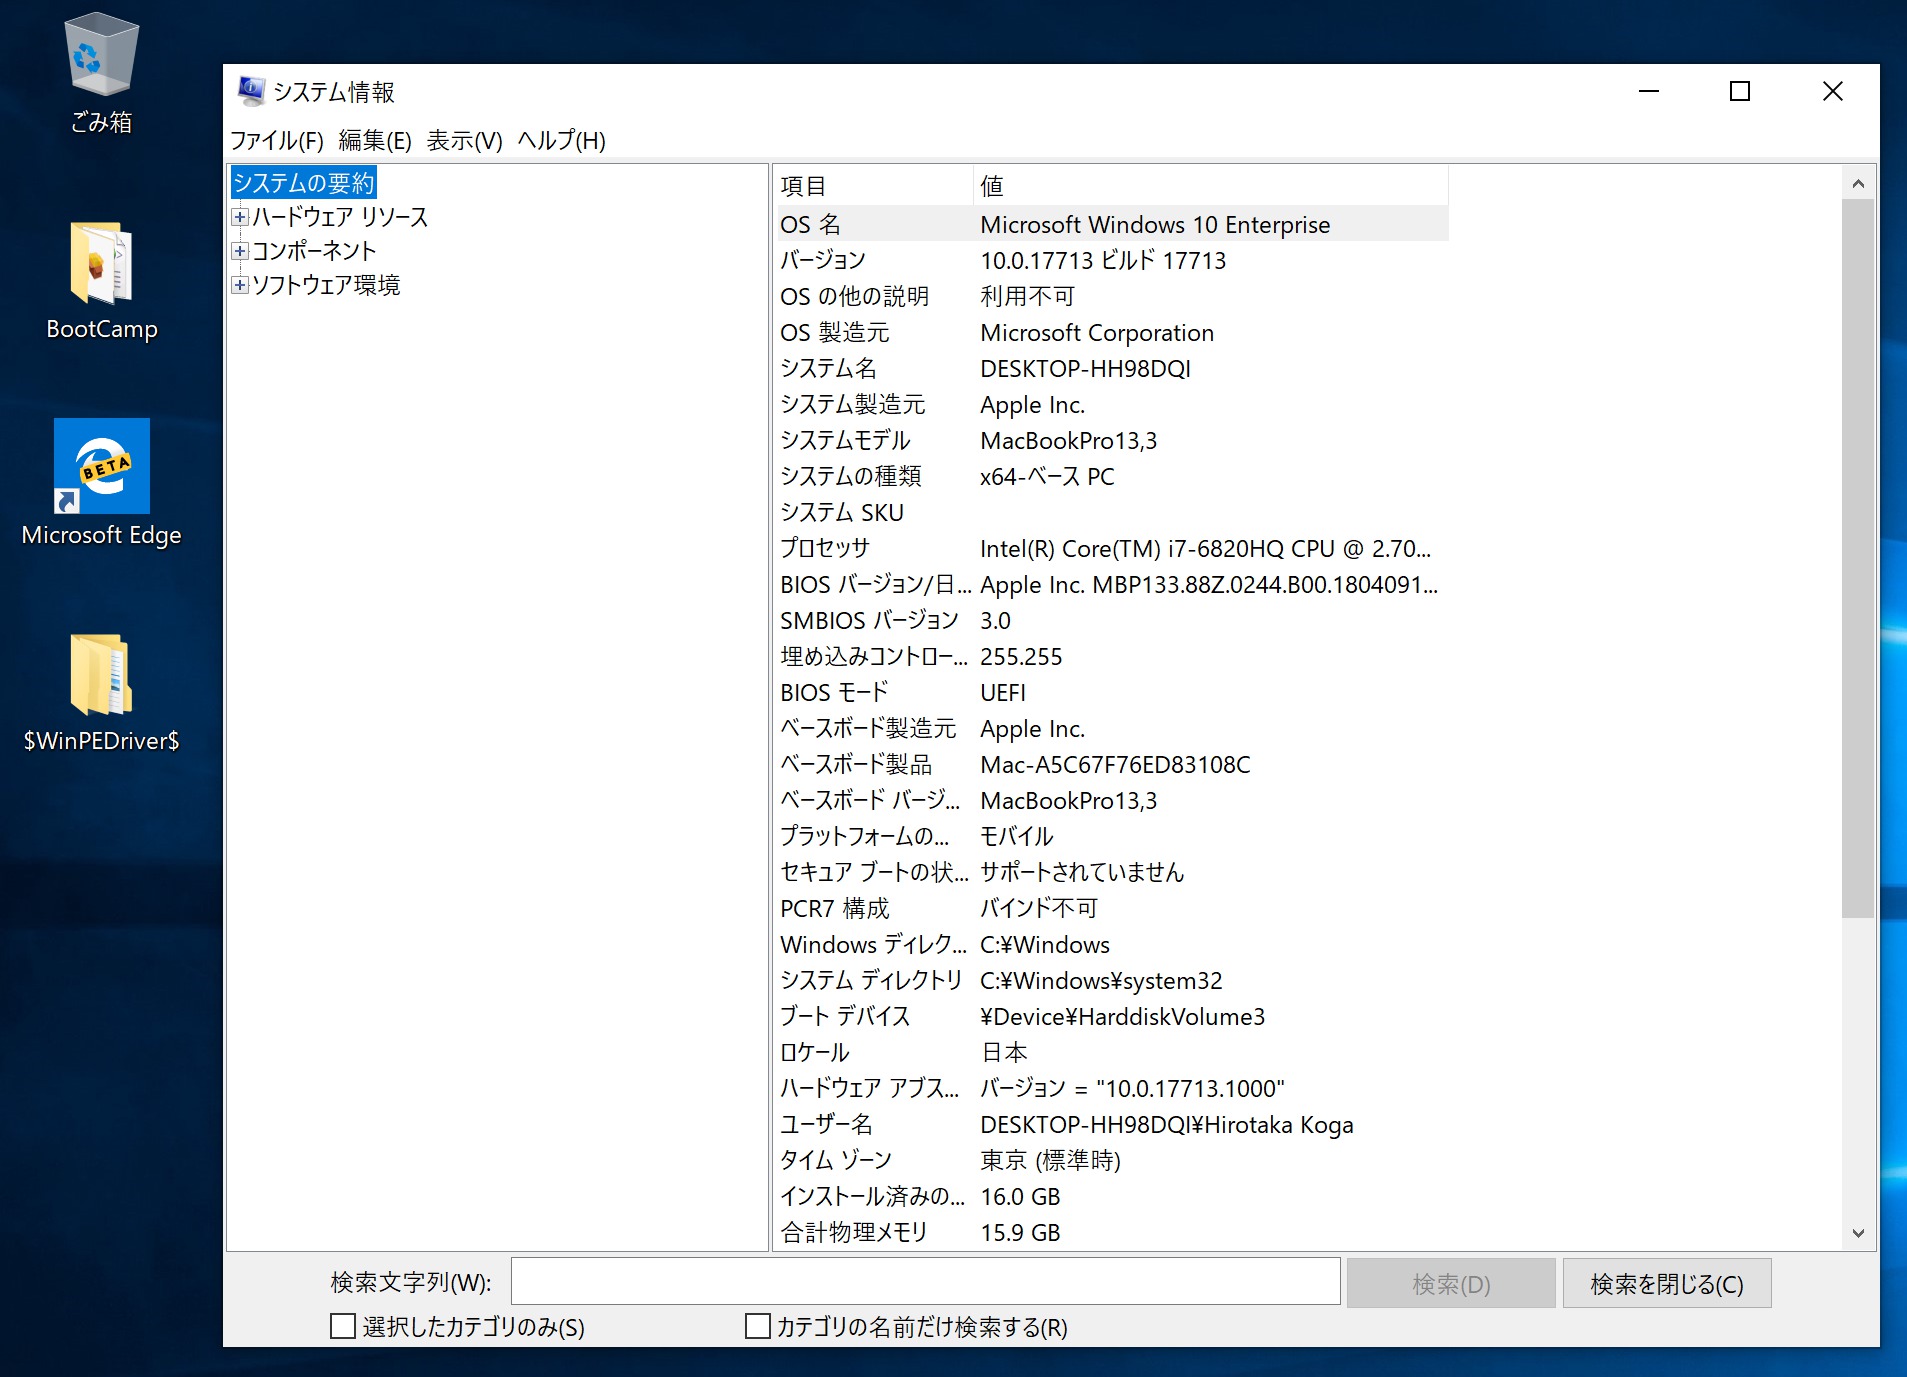 ごみ箱
BootCamp
BETA
Microsoft Edge
$WinPEDriver$
システム情報
ファイル(F) 編集(E) 表示(V) ヘルプ(H)
システムの要約
ハードウェア リソース
コンポーネント
ソフトウェア環境
項目 値
OS 名 Microsoft Windows 10 Enterprise
バージョン 10.0.17713 ビルド 17713
OS の他の説明 利用不可
OS 製造元 Microsoft Corporation
システム名 DESKTOP-HH98DQI
システム製造元 Apple Inc.
システムモデル MacBookPro13,3
システムの種類 x64-ベース PC
システム SKU
プロセッサ Intel(R) Core(TM) i7-6820HQ CPU @ 2.70...
BIOS バージョン/日... Apple Inc. MBP133.88Z.0244.B00.1804091...
SMBIOS バージョン 3.0
埋め込みコントロー... 255.255
BIOS モード UEFI
ベースボード製造元 Apple Inc.
ベースボード製品 Mac-A5C67F76ED83108C
ベースボード バージ... MacBookPro13,3
プラットフォームの... モバイル
セキュア ブートの状... サポートされていません
PCR7 構成 バインド不可
Windows ディレク... C:¥Windows
システム ディレクトリ C:¥Windows¥system32
ブート デバイス ¥Device¥HarddiskVolume3
ロケール 日本
ハードウェア アブス... バージョン = "10.0.17713.1000"
ユーザー名 DESKTOP-HH98DQI¥Hirotaka Koga
タイム ゾーン 東京 (標準時)
インストール済みの... 16.0 GB
合計物理メモリ 15.9 GB
検索文字列(W): 検索(D) 検索を閉じる(C)
選択したカテゴリのみ(S) カテゴリの名前だけ検索する(R)